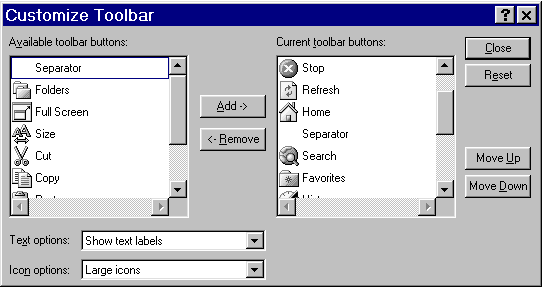 Customize Toolbar
Available toolbar buttons:
Separator
Folders
Full Screen
Size
Cut
Copy
Add ->
<- Remove
Current toolbar buttons:
Stop
Refresh
Home
Separator
Search
Favorites
Close
Reset
Move Up
Move Down
Text options: Show text labels
Icon options: Large icons